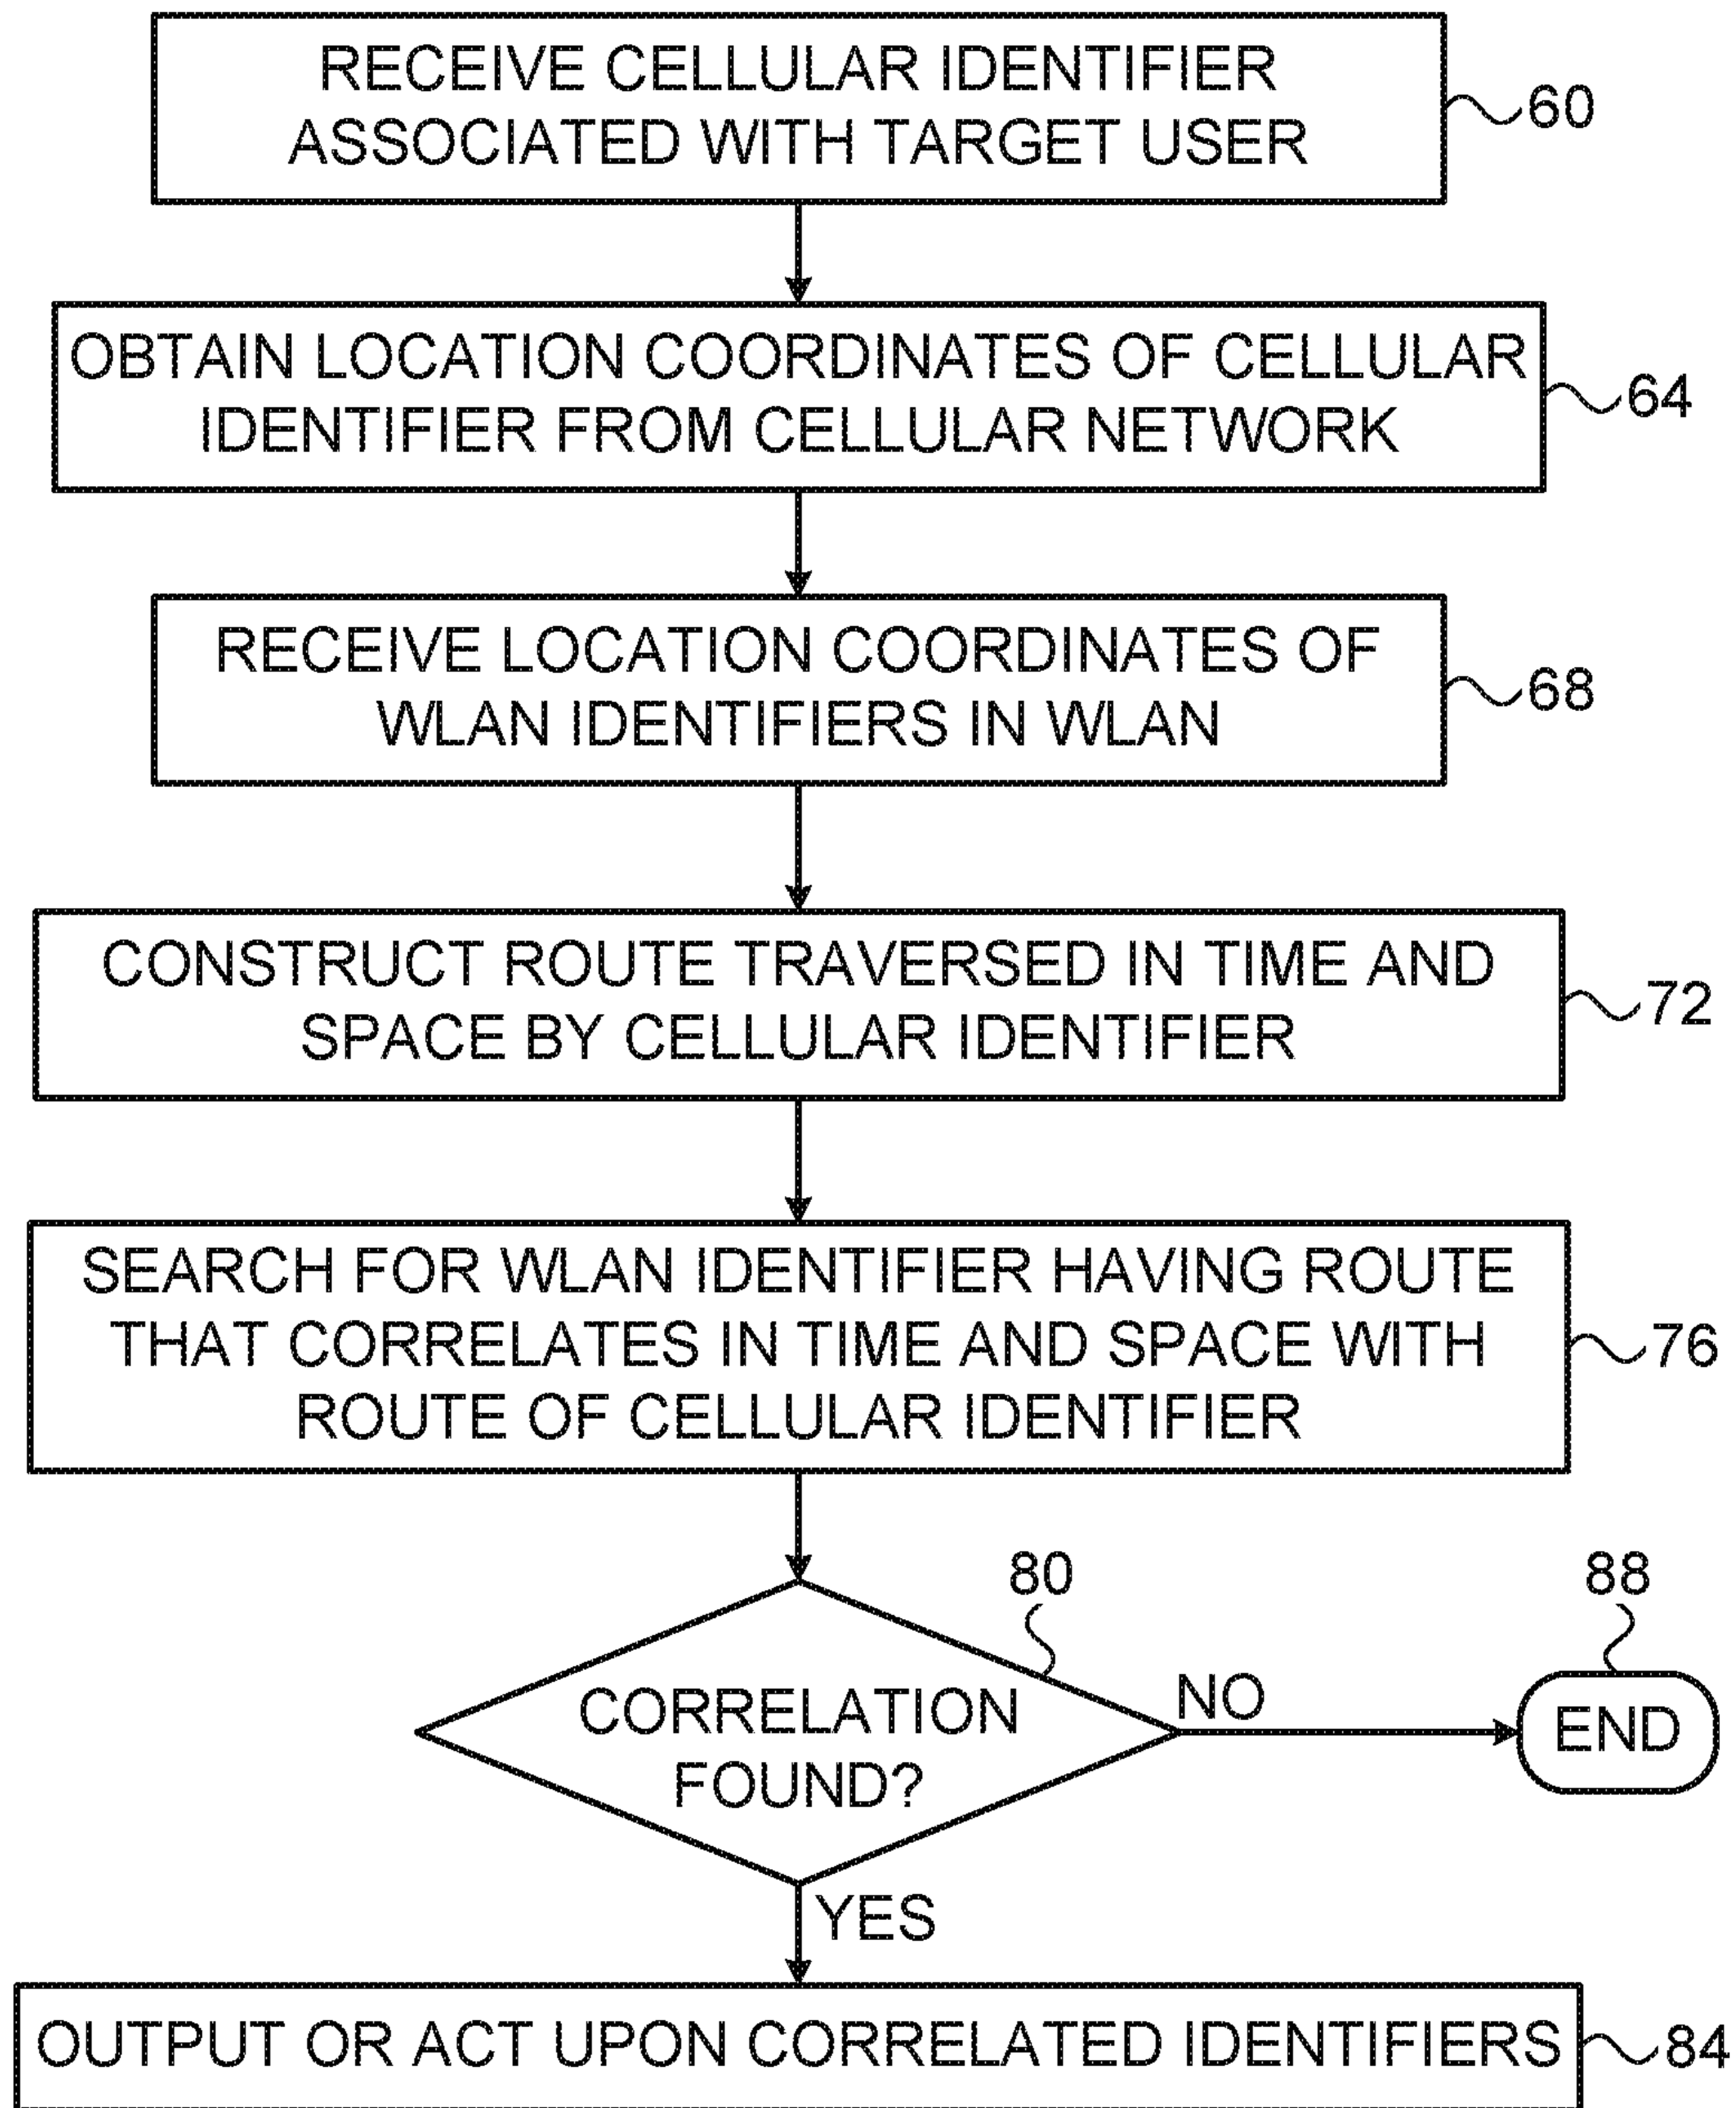 RECEIVE CELLULAR IDENTIFIER
ASSOCIATED WITH TARGET USER
60
OBTAIN LOCATION COORDINATES OF CELLULAR
IDENTIFIER FROM CELLULAR NETWORK
64
RECEIVE LOCATION COORDINATES OF
WLAN IDENTIFIERS IN WLAN
68
CONSTRUCT ROUTE TRAVERSED IN TIME AND
SPACE BY CELLULAR IDENTIFIER
72
SEARCH FOR WLAN IDENTIFIER HAVING ROUTE
THAT CORRELATES IN TIME AND SPACE WITH
ROUTE OF CELLULAR IDENTIFIER
76
80
88
CORRELATION
FOUND?
NO
END
YES
OUTPUT OR ACT UPON CORRELATED IDENTIFIERS
84